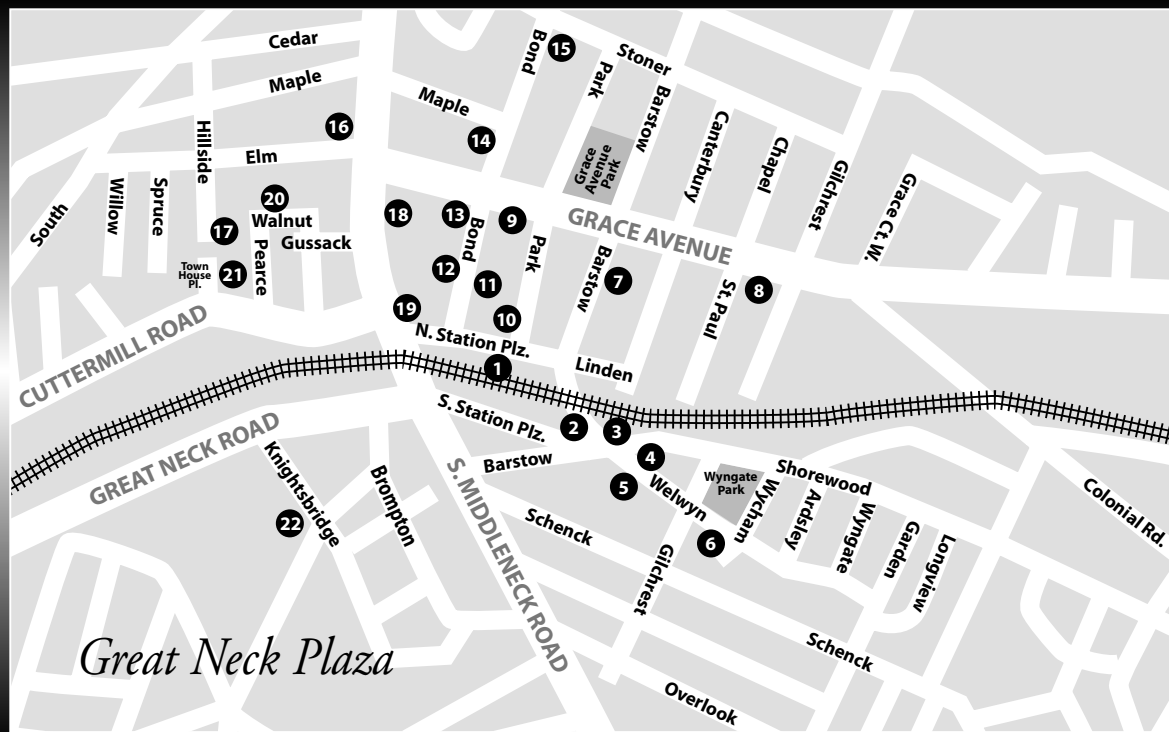 Cedar
Bond
15
Stoner
Maple
Park
Maple
Barstow
16
14
Hillside
Canterbury
Chapel
Elm
Grace
Avenue
Park
Gilchrest
Willow
Spruce
20
Grace Ct. W.
South
Walnut
17
18
13
9
GRACE AVENUE
Bond
Gussack
Park
Pearce
Town
House
Pl.
21
12
11
Barstow
7
8
St. Paul
19
10
N. Station Plz.
CUTTERMILL ROAD
1
Linden
S. Station Plz.
2
3
GREAT NECK ROAD
Knightsbridge
Brompton
Barstow
4
5
Welwyn
Wyngate
Park
Shorewood
Wycham
Ardsley
Wyngate
Garden
Longview
Colonial Rd.
S. MIDDLENECK ROAD
22
Schenck
6
Gilchrest
Great Neck Plaza
Schenck
Overlook